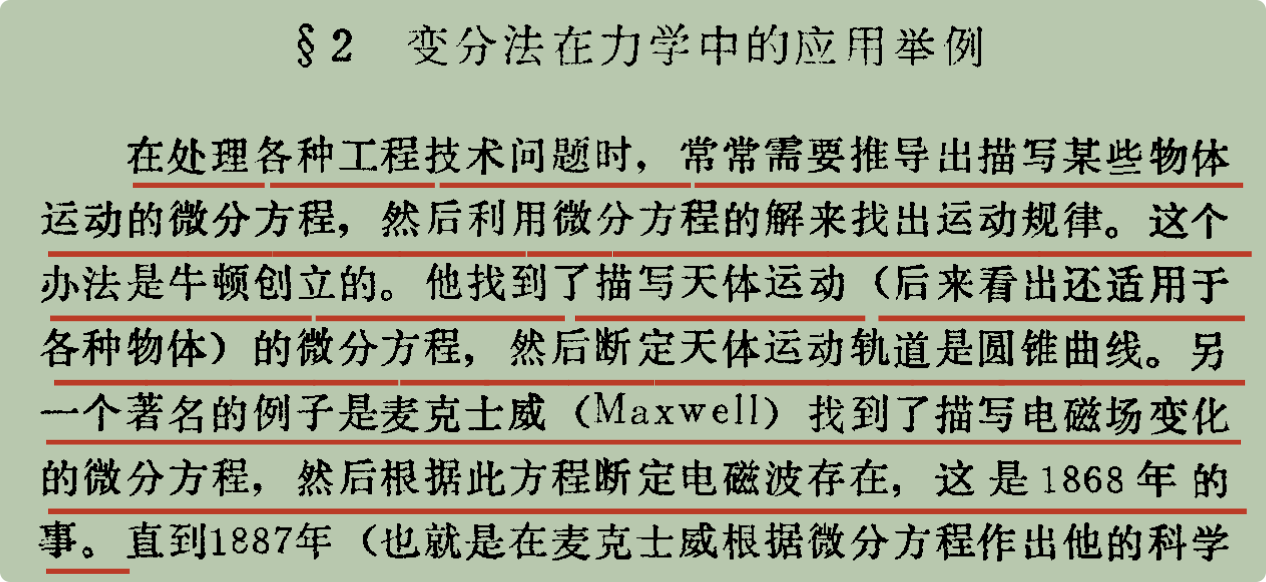 §2 变分法在力学中的应用举例
在处理各种工程技术问题时，常常需要推导出描写某些物体
运动的微分方程，然后利用微分方程的解来找出运动规律。这个
办法是牛顿创立的。他找到了描写天体运动（后来看出还适用于
各种物体）的微分方程，然后断定天体运动轨道是圆锥曲线。另
一个著名的例子是麦克士威（Maxwell）找到了描写电磁场变化
的微分方程，然后根据此方程断定电磁波存在，这是1868年的
事。直到1887年（也就是在麦克士威根据微分方程作出他的科学